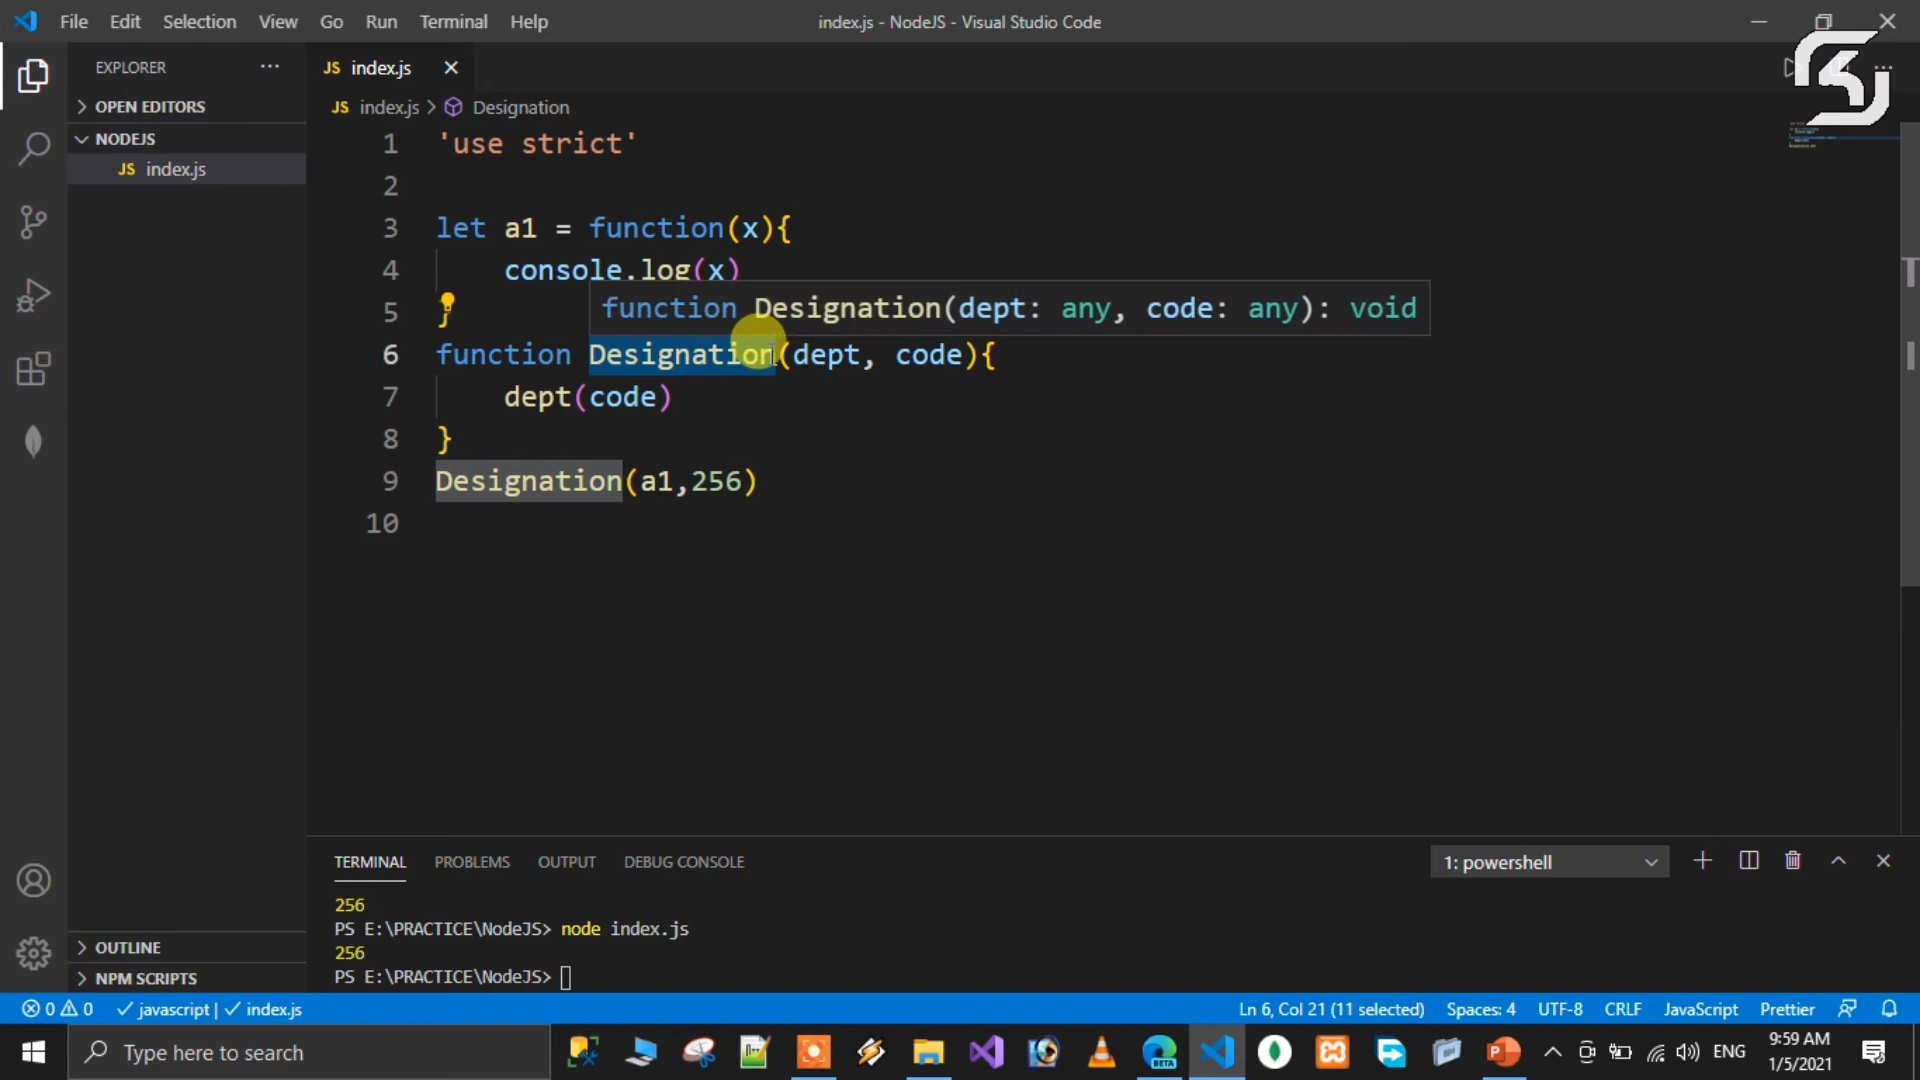 File Edit Selection View Go Run Terminal Help
index.js - NodeJS - Visual Studio Code
EXPLORER
JS index.js
OPEN EDITORS
JS index.js > Designation
NODEJS
JS index.js
1 'use strict'
2
3 let a1 = function(x){
4 console.log(x)
function Designation(dept: any, code: any): void
5 }
6 function Designation(dept, code){
7 dept(code)
8 }
9 Designation(a1,256)
10
TERMINAL PROBLEMS OUTPUT DEBUG CONSOLE
1: powershell
256
PS E:\PRACTICE\NodeJS> node index.js
256
PS E:\PRACTICE\NodeJS>
OUTLINE
NPM SCRIPTS
0 0 javascript | index.js
Ln 6, Col 21 (11 selected) Spaces: 4 UTF-8 CRLF JavaScript Prettier
Type here to search
BETA
ENG
9:59 AM
1/5/2021